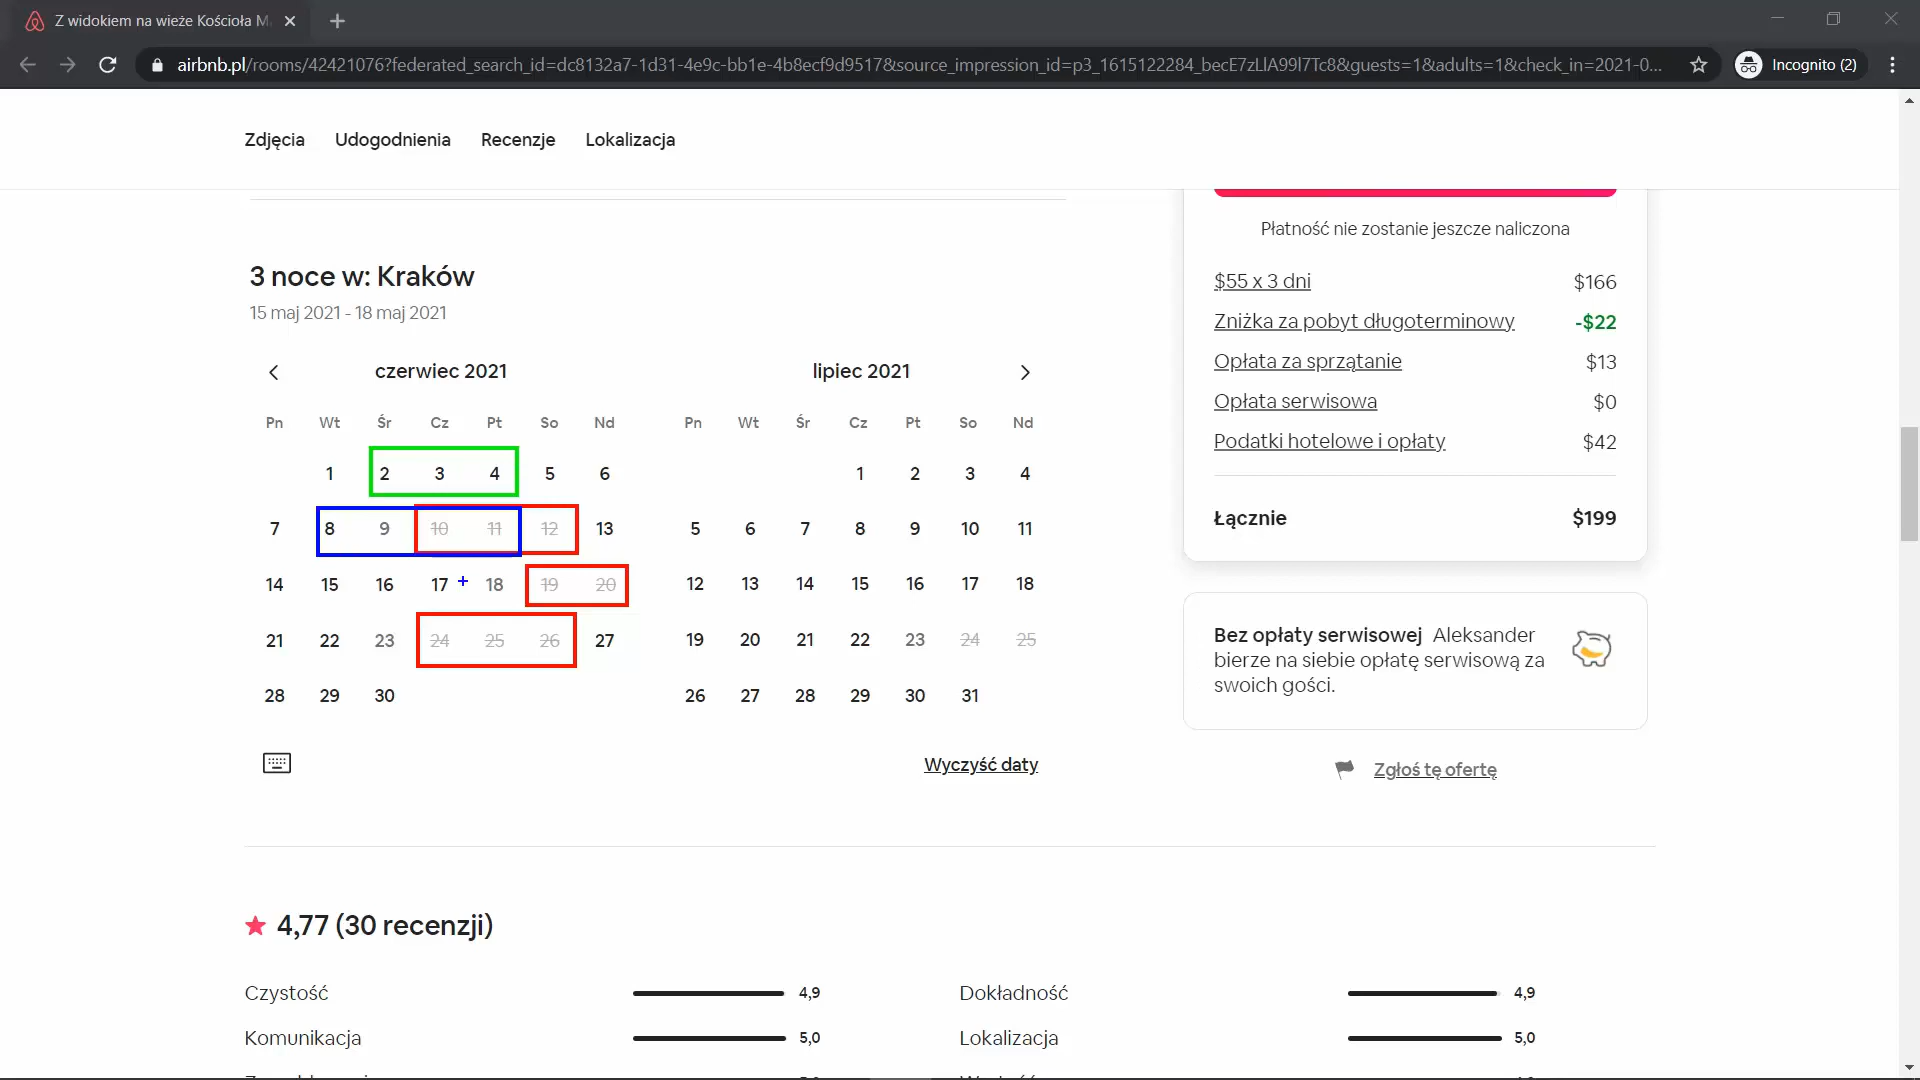 Z widokiem na wieże Kościoła M
airbnb.pl/rooms/42421076?federated_search_id=dc8132a7-1d31-4e9c-bb1e-4b8ecf9d9517&source_impression_id=p3_1615122284_becE7zLlA99l7Tc8&guests=1&adults=1&check_in=2021-0...
Incognito (2)
Zdjęcia Udogodnienia Recenzje Lokalizacja
Płatność nie zostanie jeszcze naliczona
3 noce w: Kraków
15 maj 2021 - 18 maj 2021
$55 x 3 dni $166
Zniżka za pobyt długoterminowy -$22
Opłata za sprzątanie $13
Opłata serwisowa $0
Podatki hotelowe i opłaty $42
Łącznie $199
czerwiec 2021
Pn Wt Śr Cz Pt So Nd
1 2 3 4 5 6
7 8 9 10 11 12 13
14 15 16 17 18 19 20
21 22 23 24 25 26 27
28 29 30
lipiec 2021
Pn Wt Śr Cz Pt So Nd
1 2 3 4
5 6 7 8 9 10 11
12 13 14 15 16 17 18
19 20 21 22 23 24 25
26 27 28 29 30 31
Wyczyść daty
Bez opłaty serwisowej Aleksander
bierze na siebie opłatę serwisową za
swoich gości.
Zgłoś tę ofertę
4,77 (30 recenzji)
Czystość 4,9
Dokładność 4,9
Komunikacja 5,0
Lokalizacja 5,0